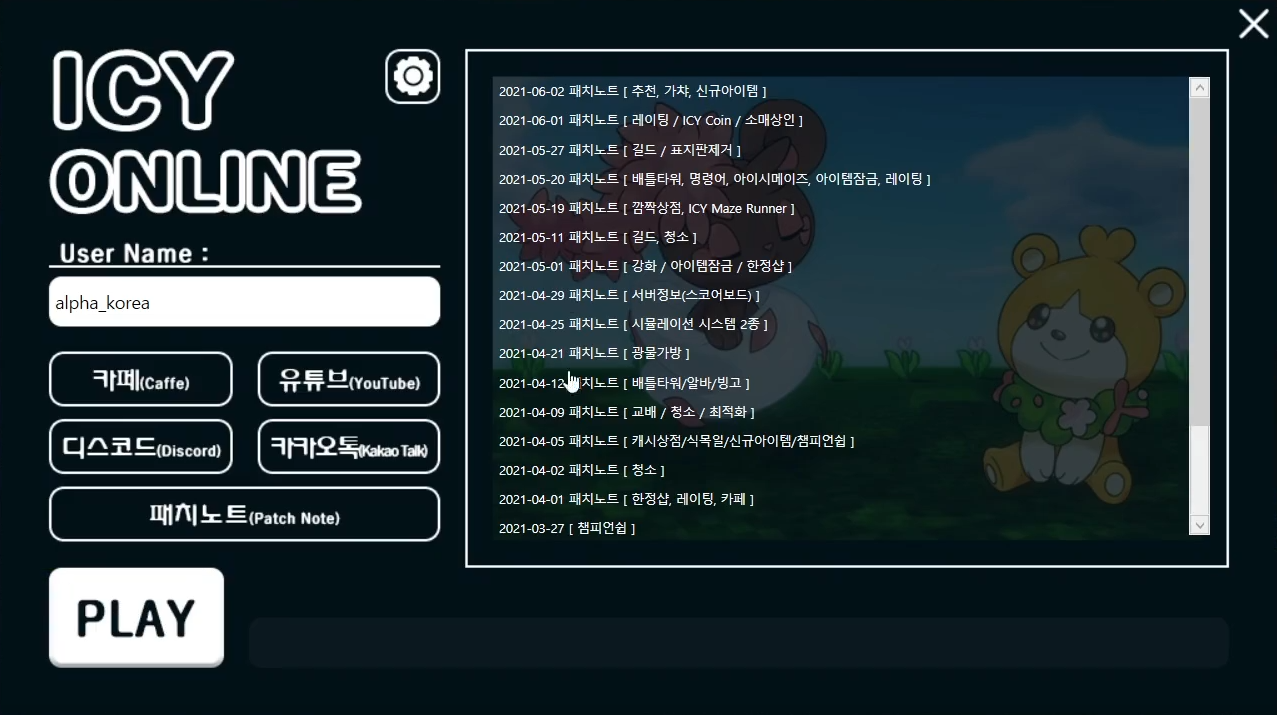 ICY
ONLINE
User Name :
alpha_korea
카페(Caffe)
유튜브(YouTube)
디스코드(Discord)
카카오톡(Kakao Talk)
패치노트(Patch Note)
PLAY
2021-06-02 패치노트 [ 추천, 가챠, 신규아이템 ]
2021-06-01 패치노트 [ 레이팅 / ICY Coin / 소매상인 ]
2021-05-27 패치노트 [ 길드 / 표지판제거 ]
2021-05-20 패치노트 [ 배틀타워, 명령어, 아이시메이즈, 아이템잠금, 레이팅 ]
2021-05-19 패치노트 [ 깜짝상점, ICY Maze Runner ]
2021-05-11 패치노트 [ 길드, 청소 ]
2021-05-01 패치노트 [ 강화 / 아이템잠금 / 한정샵 ]
2021-04-29 패치노트 [ 서버정보(스코어보드) ]
2021-04-25 패치노트 [ 시뮬레이션 시스템 2종 ]
2021-04-21 패치노트 [ 광물가방 ]
2021-04-12 패치노트 [ 배틀타워/알바/빙고 ]
2021-04-09 패치노트 [ 교배 / 청소 / 최적화 ]
2021-04-05 패치노트 [ 캐시상점/식목일/신규아이템/챔피언쉽 ]
2021-04-02 패치노트 [ 청소 ]
2021-04-01 패치노트 [ 한정샵, 레이팅, 카페 ]
2021-03-27 [ 챔피언쉽 ]